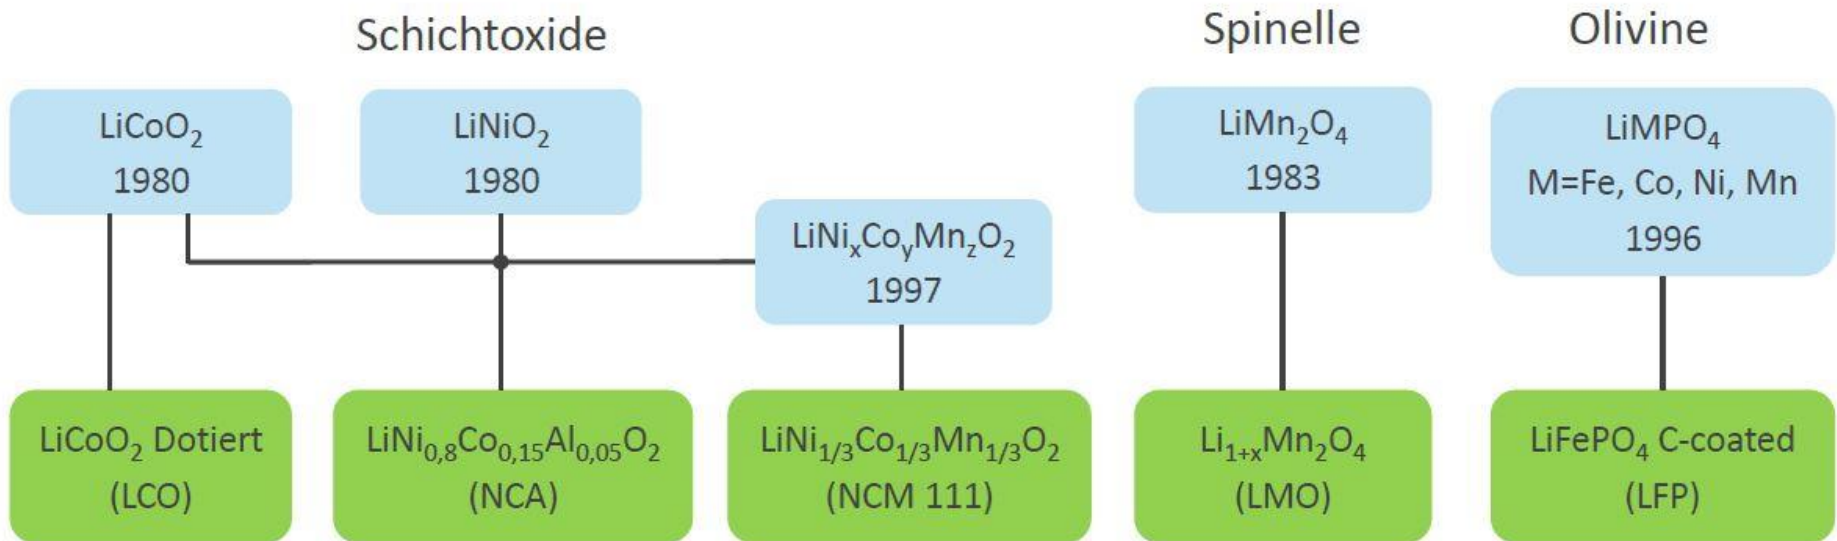 Schichtoxide
Spinelle
Olivine
LiCoO₂
1980
LiNiO₂
1980
LiNiₓCoᵧMn_zO₂
1997
LiMn₂O₄
1983
LiMPO₄
M=Fe, Co, Ni, Mn
1996
LiCoO₂ Dotiert
(LCO)
LiNi₀,₈Co₀,₁₅Al₀,₀₅O₂
(NCA)
LiNi₁/₃Co₁/₃Mn₁/₃O₂
(NCM 111)
Li₁₊ₓMn₂O₄
(LMO)
LiFePO₄ C-coated
(LFP)